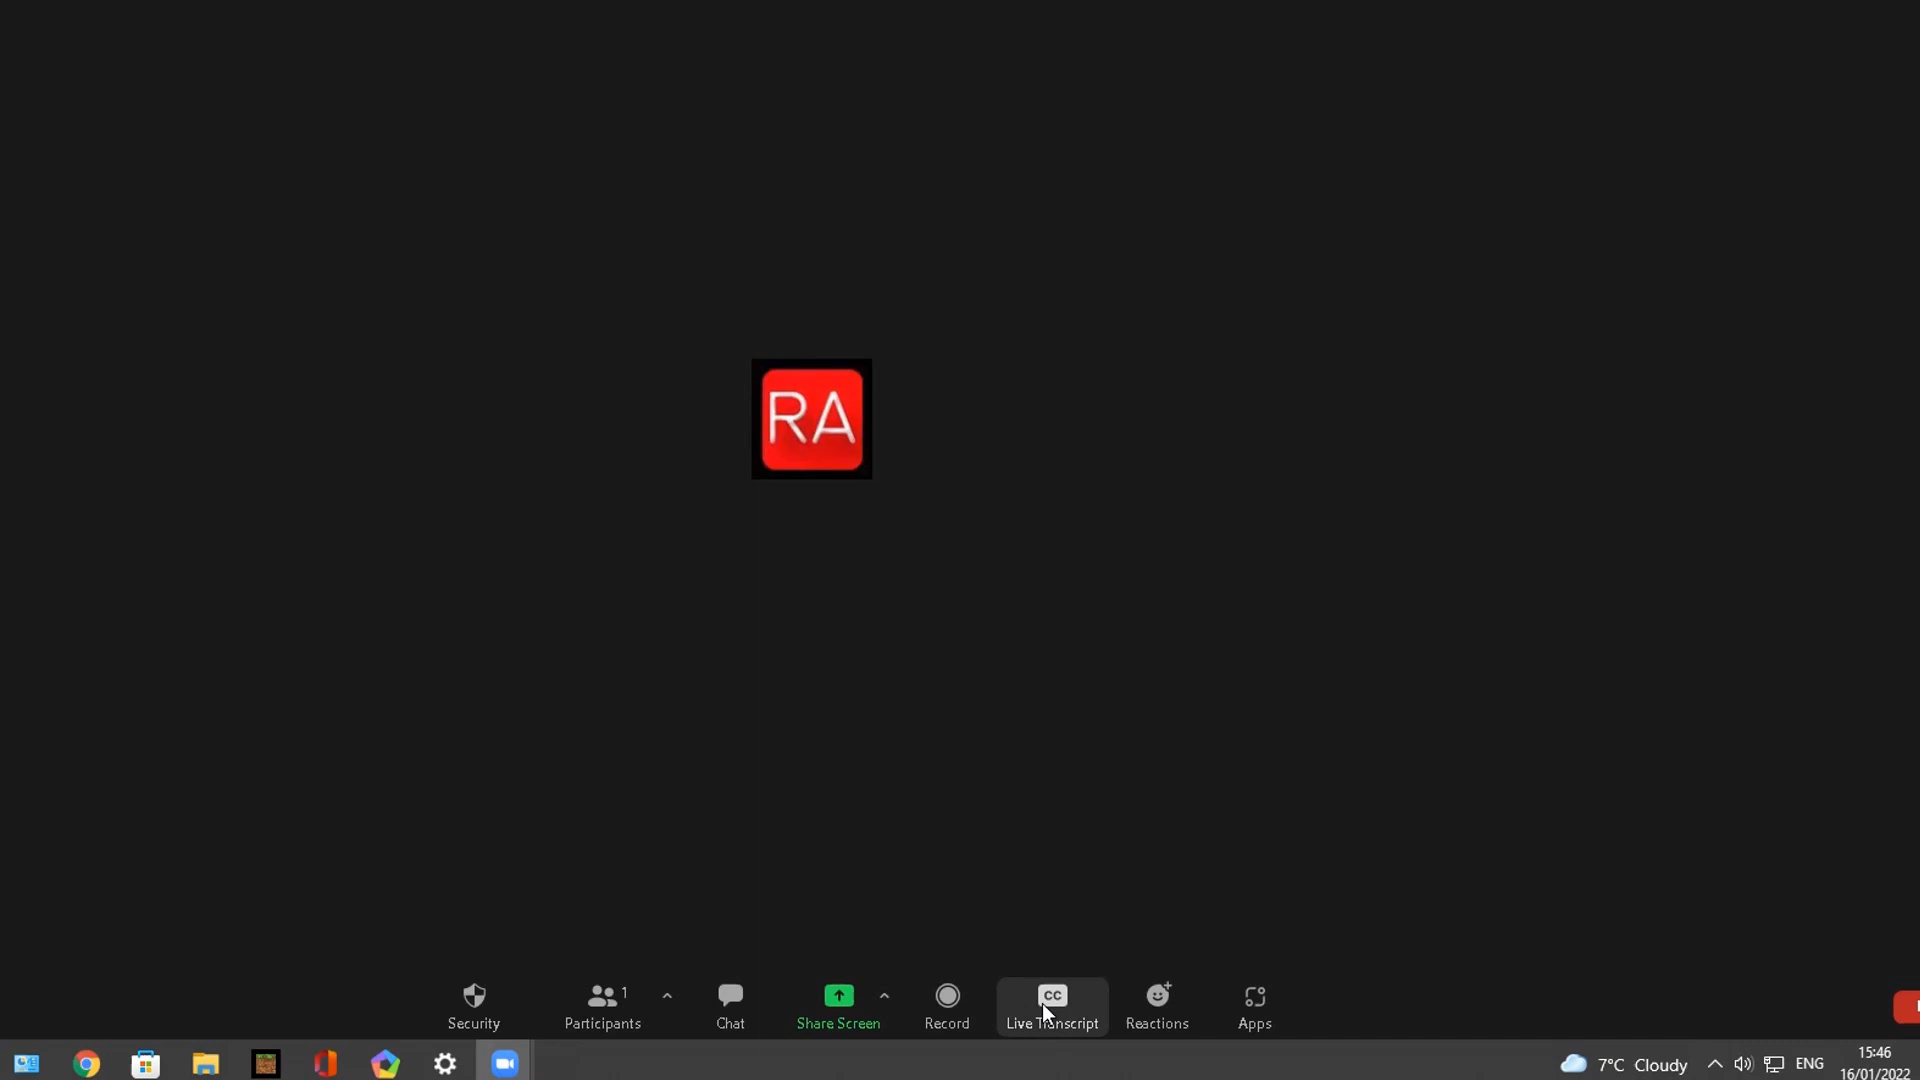 RA
1
CC
Security
Participants
Chat
Share Screen
Record
Live Transcript
Reactions
Apps
7°C Cloudy
ENG
15:46
16/01/2022